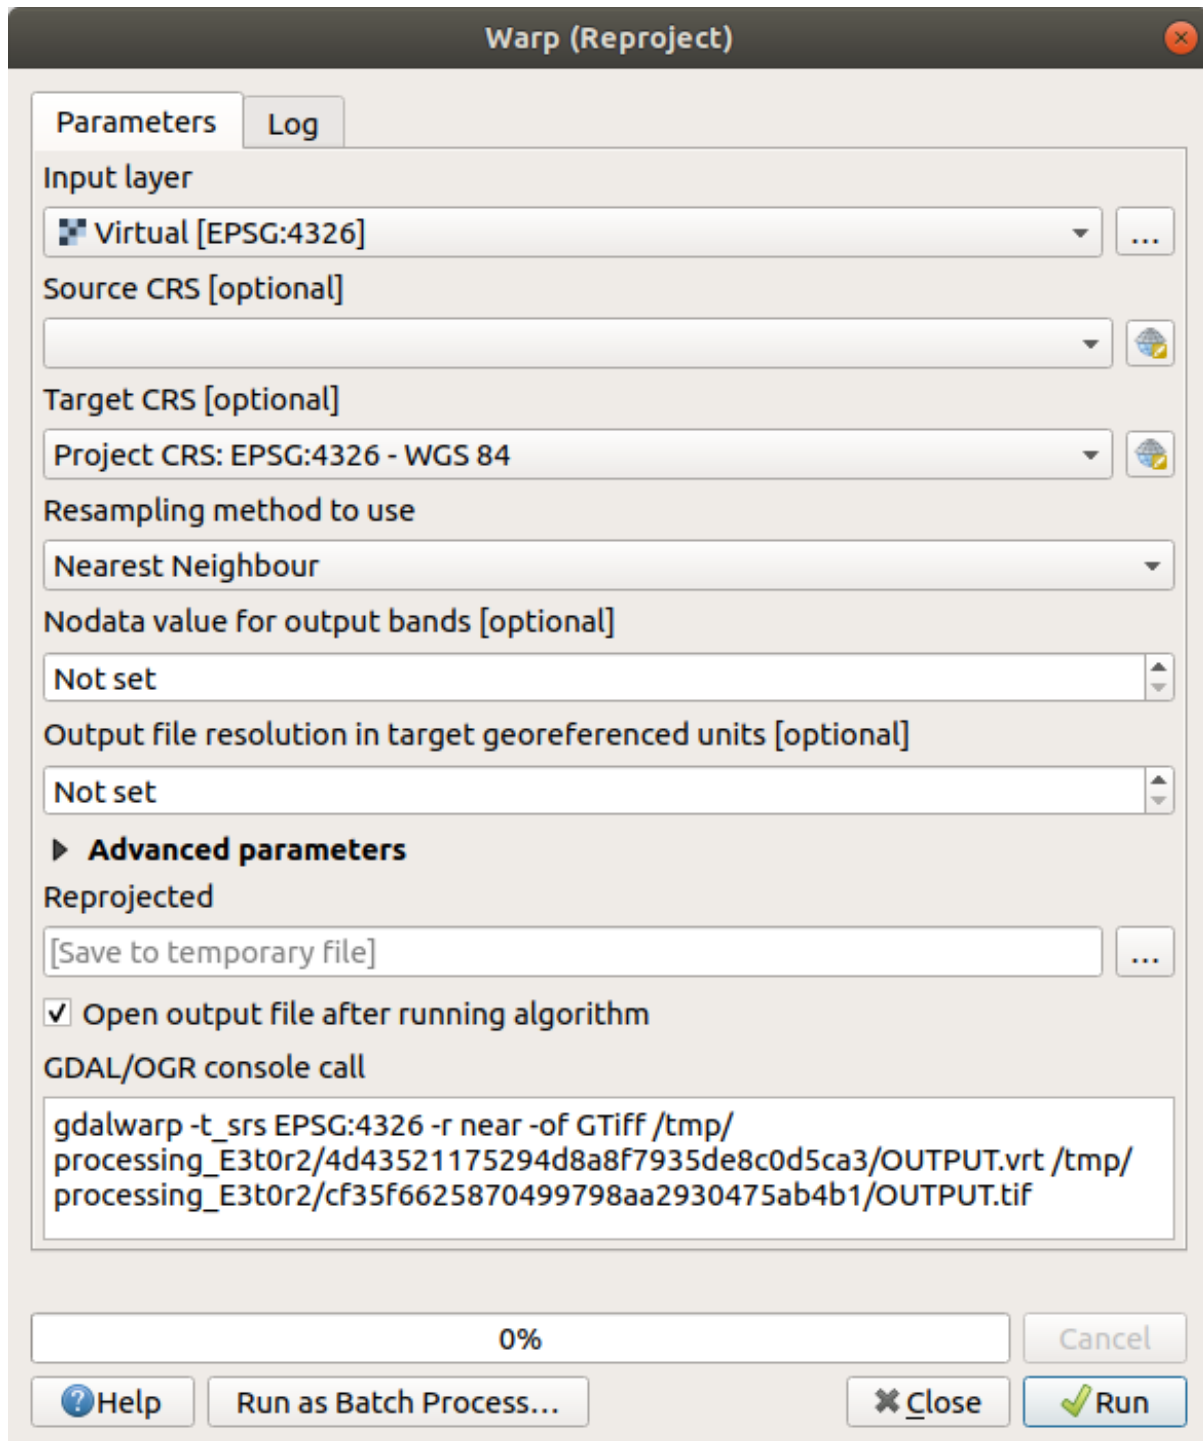 Warp (Reproject)
Parameters
Log
Input layer
Virtual [EPSG:4326]
...
Source CRS [optional]
Target CRS [optional]
Project CRS: EPSG:4326 - WGS 84
Resampling method to use
Nearest Neighbour
Nodata value for output bands [optional]
Not set
Output file resolution in target georeferenced units [optional]
Not set
Advanced parameters
Reprojected
[Save to temporary file]
...
Open output file after running algorithm
GDAL/OGR console call
gdalwarp -t_srs EPSG:4326 -r near -of GTiff /tmp/
processing_E3t0r2/4d43521175294d8a8f7935de8c0d5ca3/OUTPUT.vrt /tmp/
processing_E3t0r2/cf35f6625870499798aa2930475ab4b1/OUTPUT.tif
0%
Cancel
Help
Run as Batch Process...
Close
Run